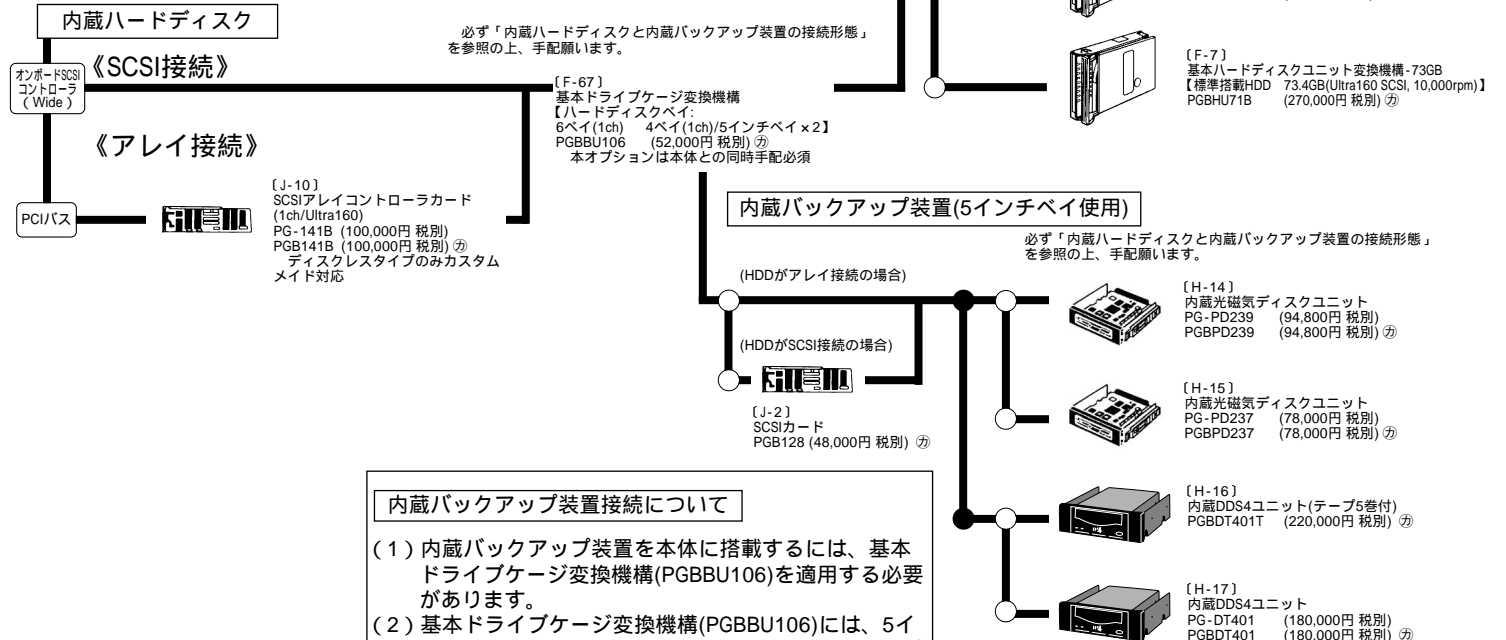 内蔵ハードディスク
必ず「内蔵ハードディスクと内蔵バックアップ装置の接続形態」
を参照の上、手配願います。
オンボードSCSI
コントローラ
(Wide)
《SCSI接続》
〔F-67〕
基本ドライブケージ変換機構
【ハードディスクベイ:
6ベイ(1ch) 4ベイ(1ch)/5インチベイ×2】
PGBBU106 (52,000円 税別) ㋕
本オプションは本体との同時手配必須
〔F-7〕
基本ハードディスクユニット変換機構-73GB
【標準搭載HDD 73.4GB(Ultra160 SCSI, 10,000rpm)】
PGBHU71B (270,000円 税別) ㋕
《アレイ接続》
PCIバス
〔J-10〕
SCSIアレイコントローラカード
(1ch/Ultra160)
PG-141B (100,000円 税別)
PGB141B (100,000円 税別) ㋕
ディスクレスタイプのみカスタム
メイド対応
内蔵バックアップ装置(5インチベイ使用)
必ず「内蔵ハードディスクと内蔵バックアップ装置の接続形態」
を参照の上、手配願います。
(HDDがアレイ接続の場合)
〔H-14〕
内蔵光磁気ディスクユニット
PG-PD239 (94,800円 税別)
PGBPD239 (94,800円 税別) ㋕
(HDDがSCSI接続の場合)
〔J-2〕
SCSIカード
PGB128 (48,000円 税別) ㋕
〔H-15〕
内蔵光磁気ディスクユニット
PG-PD237 (78,000円 税別)
PGBPD237 (78,000円 税別) ㋕
〔H-16〕
内蔵DDS4ユニット(テープ5巻付)
PGBDT401T (220,000円 税別) ㋕
〔H-17〕
内蔵DDS4ユニット
PG-DT401 (180,000円 税別)
PGBDT401 (180,000円 税別) ㋕
内蔵バックアップ装置接続について
(1)内蔵バックアップ装置を本体に搭載するには、基本
ドライブケージ変換機構(PGBBU106)を適用する必要
があります。
(2)基本ドライブケージ変換機構(PGBBU106)には、5イ